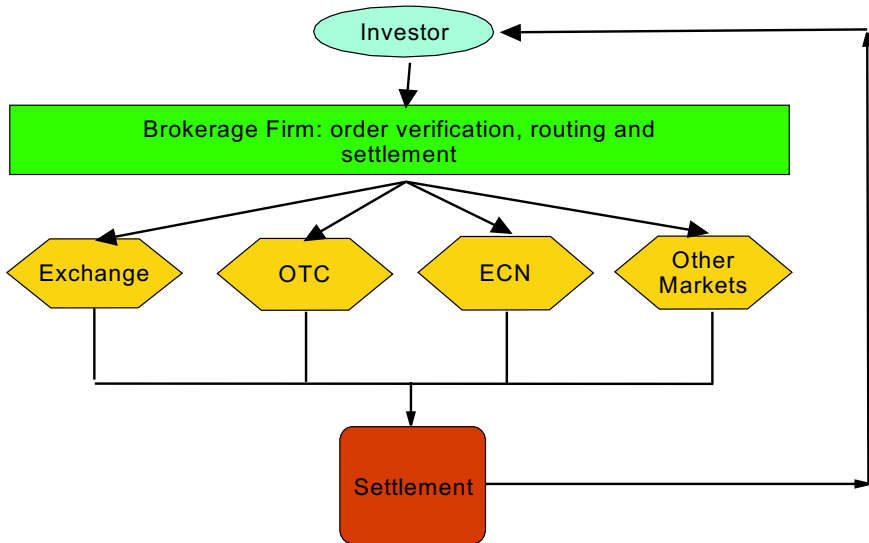 Investor
Brokerage Firm: order verification, routing and
settlement
Exchange
OTC
ECN
Other
Markets
Settlement